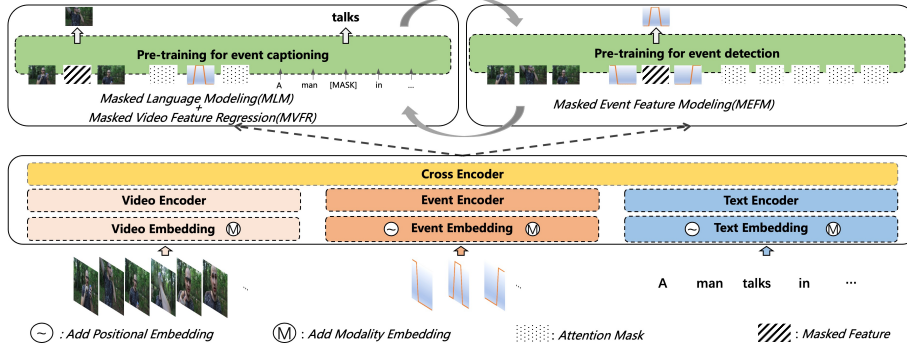 talks
Pre-training for event captioning
A man [MASK] in ...
Masked Language Modeling(MLM)
+
Masked Video Feature Regression(MVFR)
Pre-training for event detection
Masked Event Feature Modeling(MEFM)
Cross Encoder
Video Encoder
Event Encoder
Text Encoder
Video Embedding M
~ Event Embedding M
~ Text Embedding M
...
...
A man talks in ...
~ : Add Positional Embedding
M : Add Modality Embedding
: Attention Mask
: Masked Feature